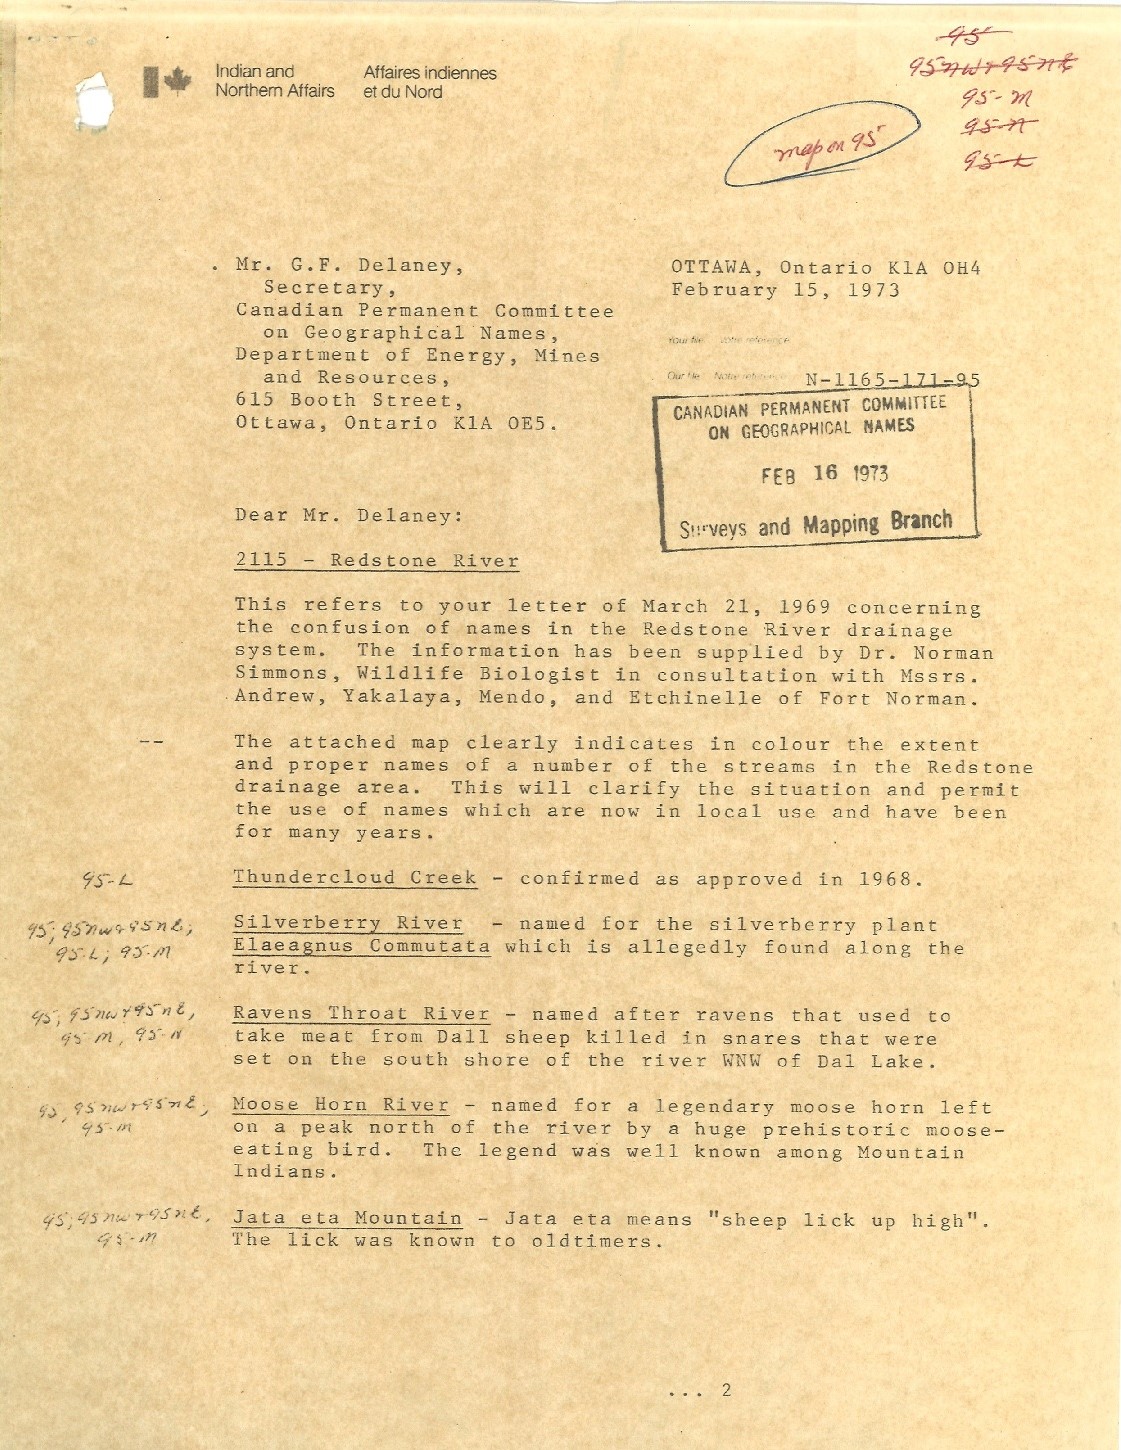 95
95nw+95nE
95-M
95-N
95-L
map on 95
Indian and
Northern Affairs
Affaires indiennes
et du Nord
Mr. G.F. Delaney,
Secretary,
Canadian Permanent Committee
on Geographical Names,
Department of Energy, Mines
and Resources,
615 Booth Street,
Ottawa, Ontario K1A OE5.
OTTAWA, Ontario K1A OH4
February 15, 1973
Your file Votre référence
Our file Notre référence
N-1165-171-95
CANADIAN PERMANENT COMMITTEE
ON GEOGRAPHICAL NAMES
FEB 16 1973
Surveys and Mapping Branch
Dear Mr. Delaney:
2115 - Redstone River
This refers to your letter of March 21, 1969 concerning
the confusion of names in the Redstone River drainage
system. The information has been supplied by Dr. Norman
Simmons, Wildlife Biologist in consultation with Mssrs.
Andrew, Yakalaya, Mendo, and Etchinelle of Fort Norman.
-- The attached map clearly indicates in colour the extent
and proper names of a number of the streams in the Redstone
drainage area. This will clarify the situation and permit
the use of names which are now in local use and have been
for many years.
95-L
Thundercloud Creek - confirmed as approved in 1968.
95; 95nw+95nE;
95-L; 95-M
Silverberry River - named for the silverberry plant
Elaeagnus Commutata which is allegedly found along the
river.
95; 95nw+95nE,
95-M, 95-N
Ravens Throat River - named after ravens that used to
take meat from Dall sheep killed in snares that were
set on the south shore of the river WNW of Dal Lake.
95, 95nw+95nE;
95-M
Moose Horn River - named for a legendary moose horn left
on a peak north of the river by a huge prehistoric moose-
eating bird. The legend was well known among Mountain
Indians.
95; 95nw+95nE,
95-M
Jata eta Mountain - Jata eta means "sheep lick up high".
The lick was known to oldtimers.
... 2